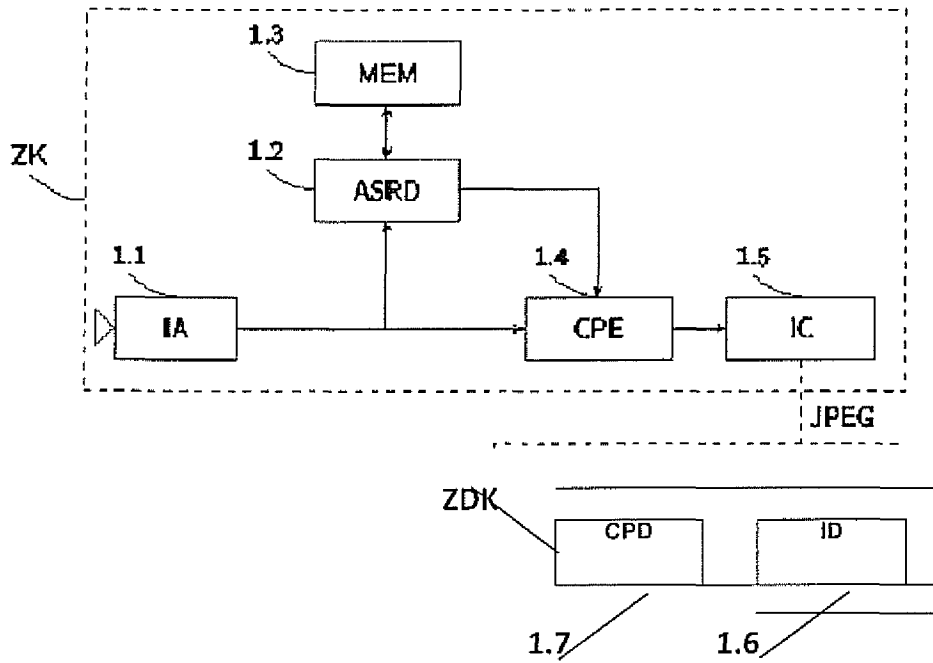 1.3
MEM
ZK
1.2
ASRD
1.1
IA
1.4
CPE
1.5
IC
JPEG
ZDK
CPD
ID
1.7
1.6